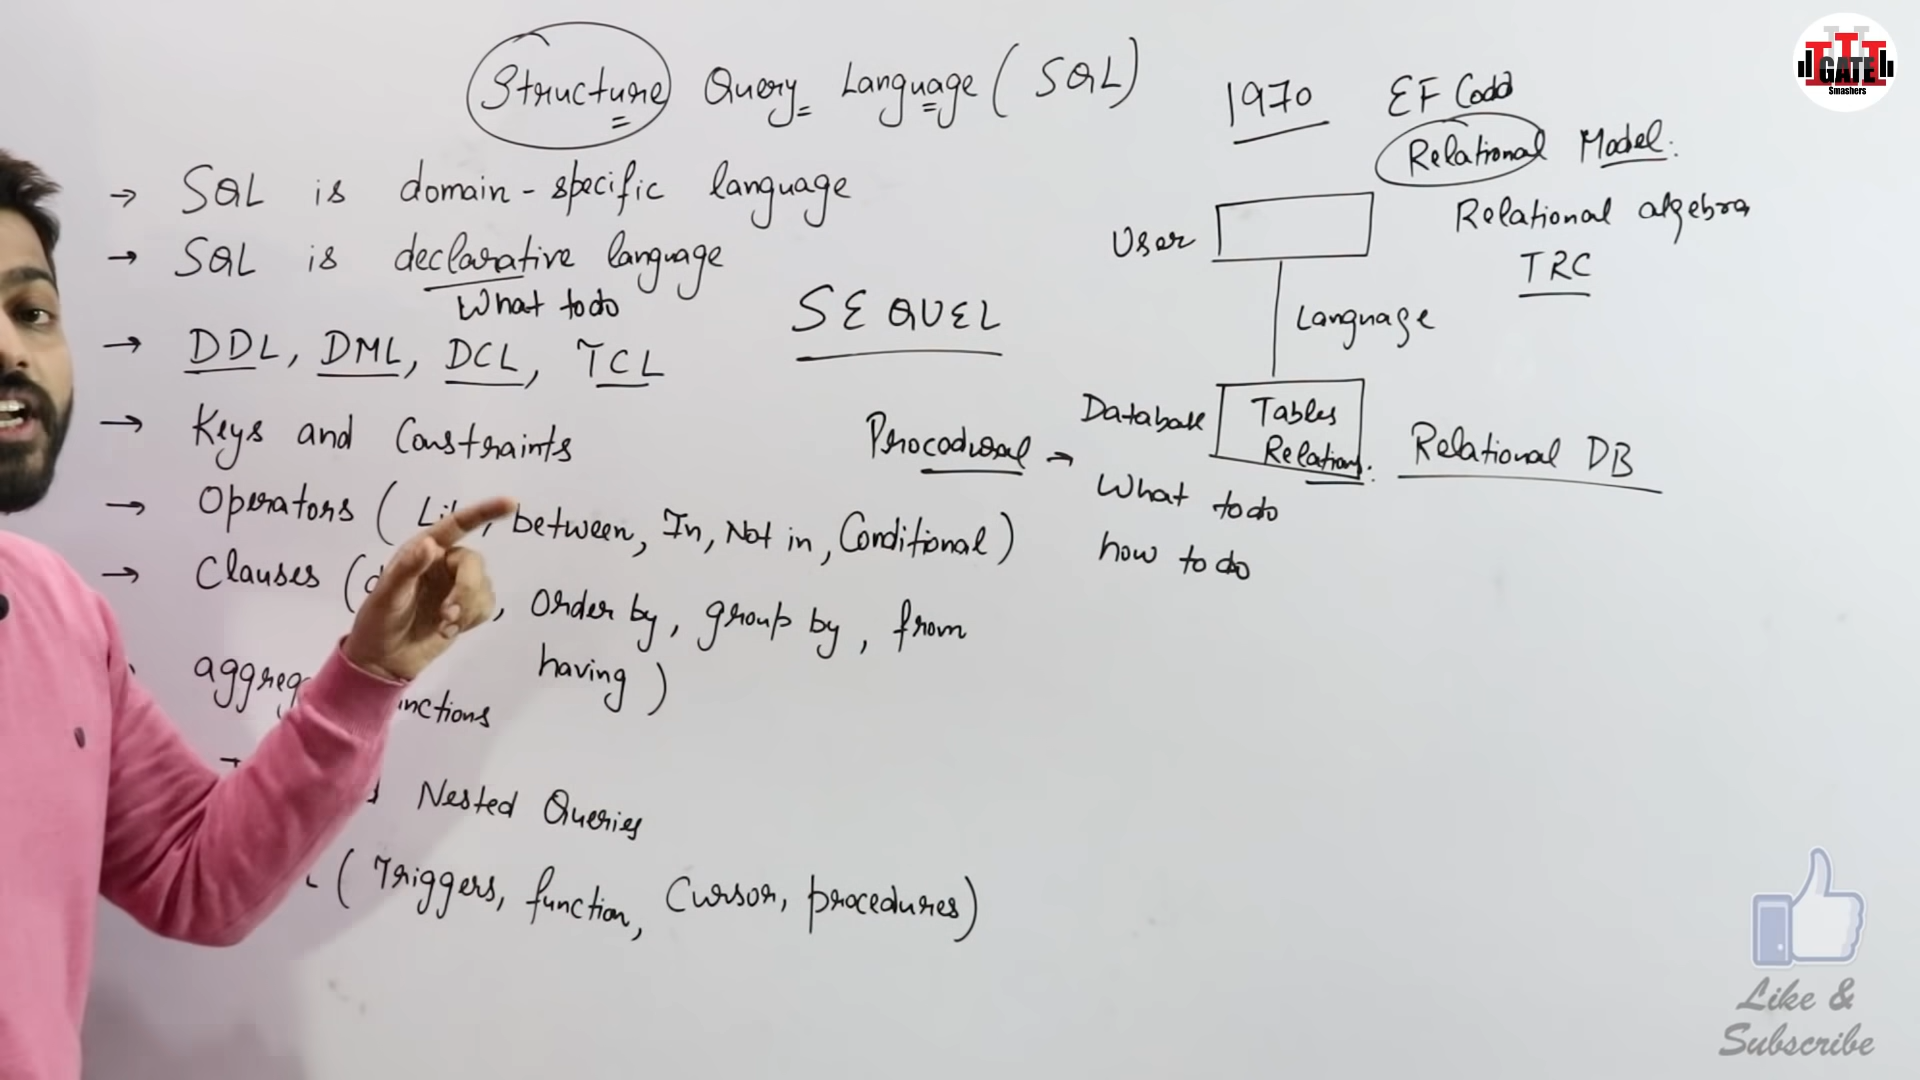 Structure Query Language (SQL)
→ SQL is domain-specific language
→ SQL is declarative language
What to do
→ DDL, DML, DCL, TCL
→ Keys and Constraints
→ Operators ( between, In, Not in, Conditional)
→ Clauses ( , Order by, group by, from
having )
Nested Queries
( Triggers, function, Cursor, procedures)
SEQUEL
Procedural →
What to do
how to do
1970 EF Codd
Relational Model.
Relational algebra
TRC
User
Language
Database
Tables
Relations.
Relational DB
GATE
Smashers
Like &
Subscribe